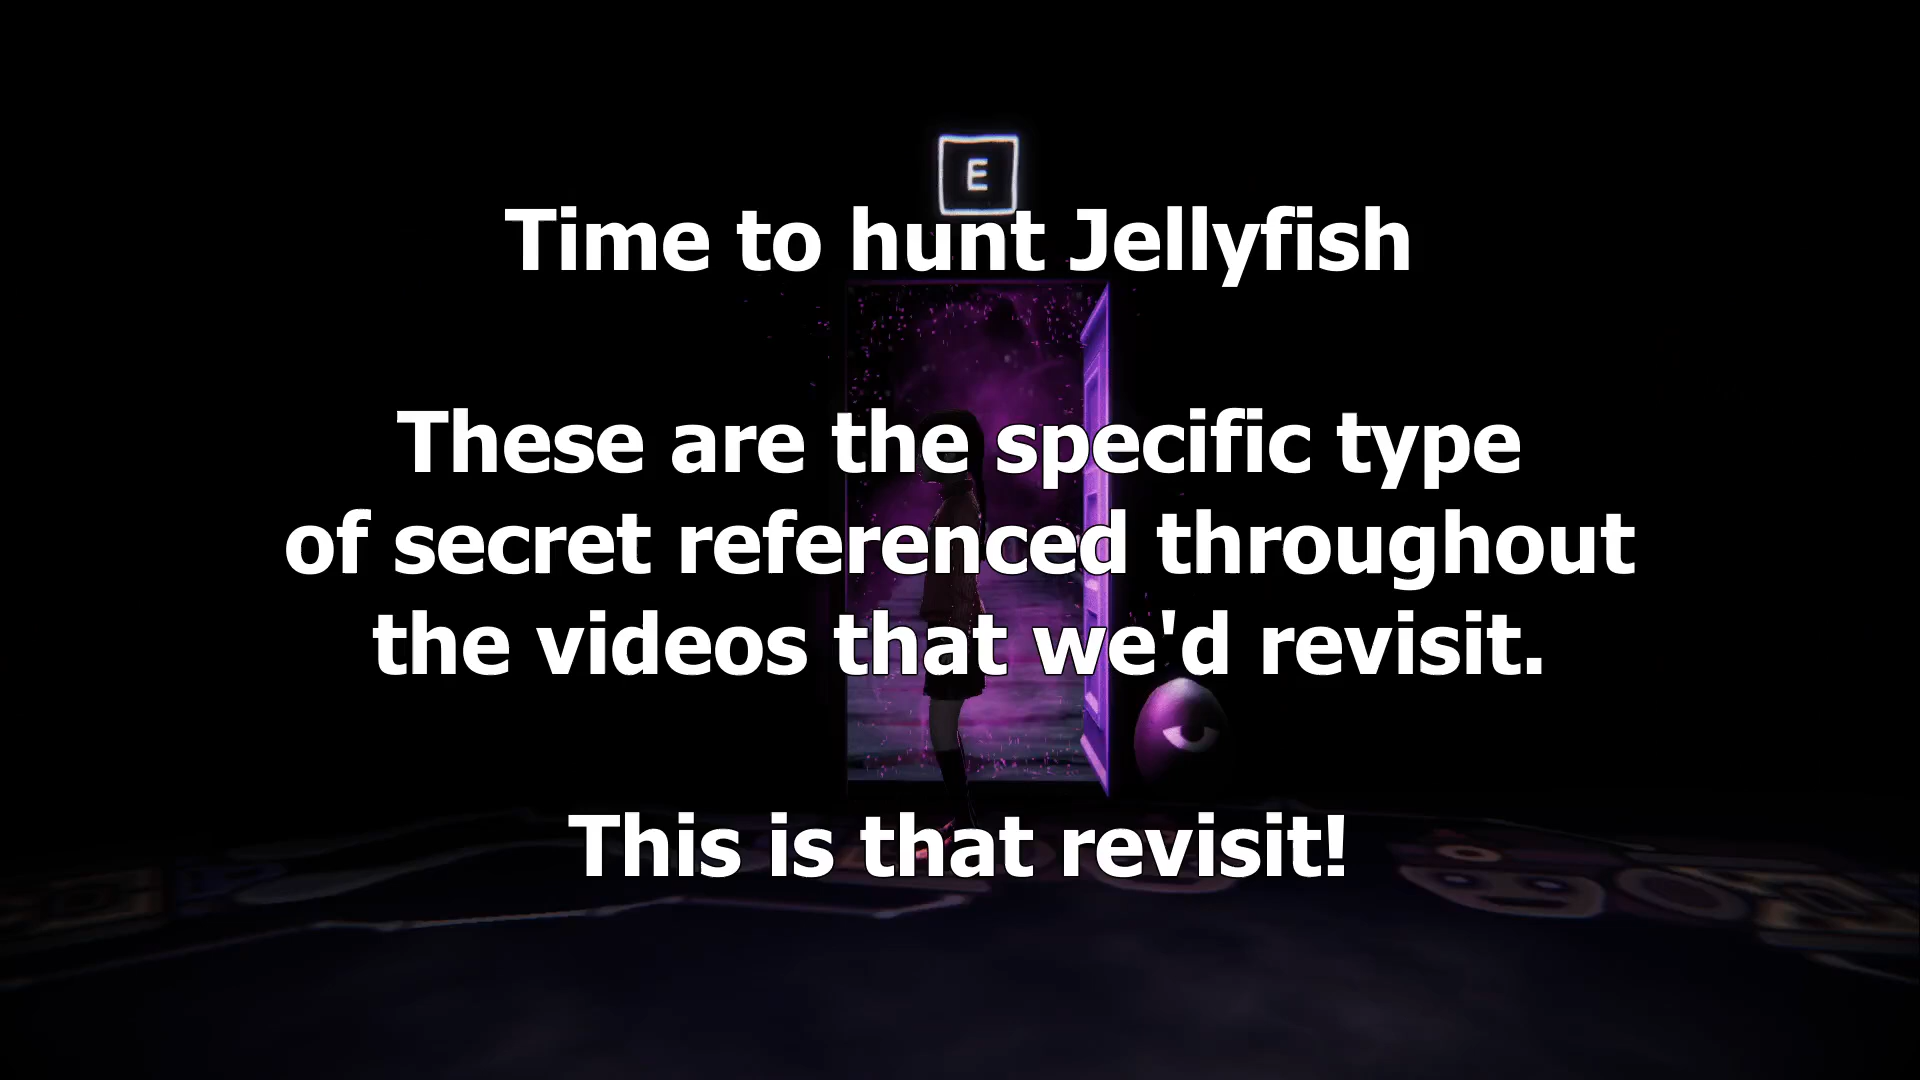 E
Time to hunt Jellyfish
These are the specific type
of secret referenced throughout
the videos that we'd revisit.
This is that revisit!